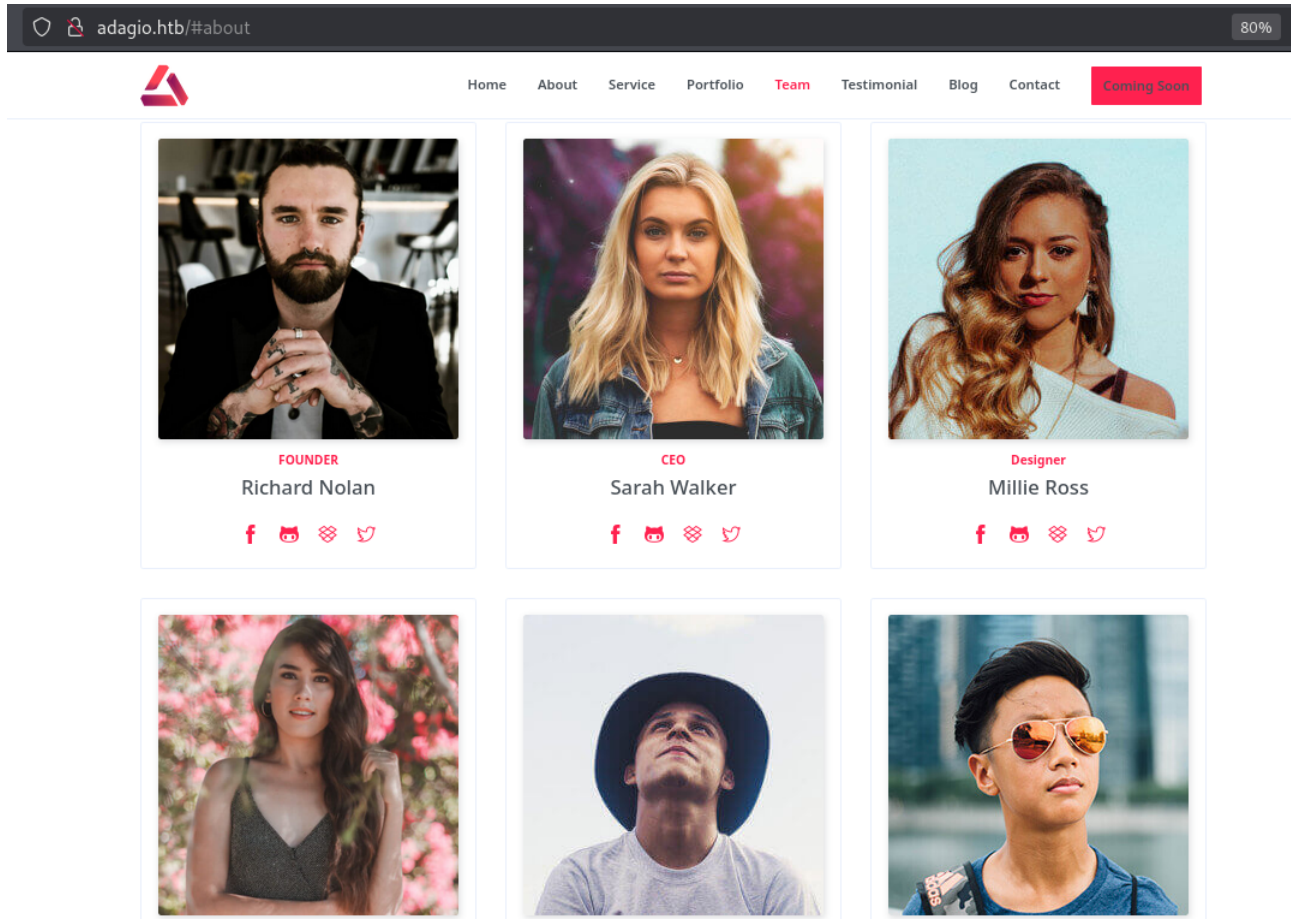 adagio.htb/#about 80%
Home About Service Portfolio Team Testimonial Blog Contact Coming Soon
FOUNDER CEO Designer
Richard Nolan Sarah Walker Millie Ross
adidas